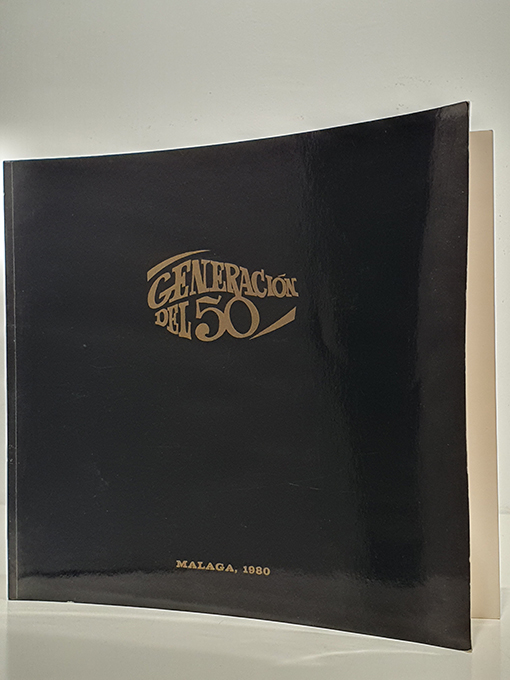 GENERACIÓN
DEL 50
MALAGA, 1980